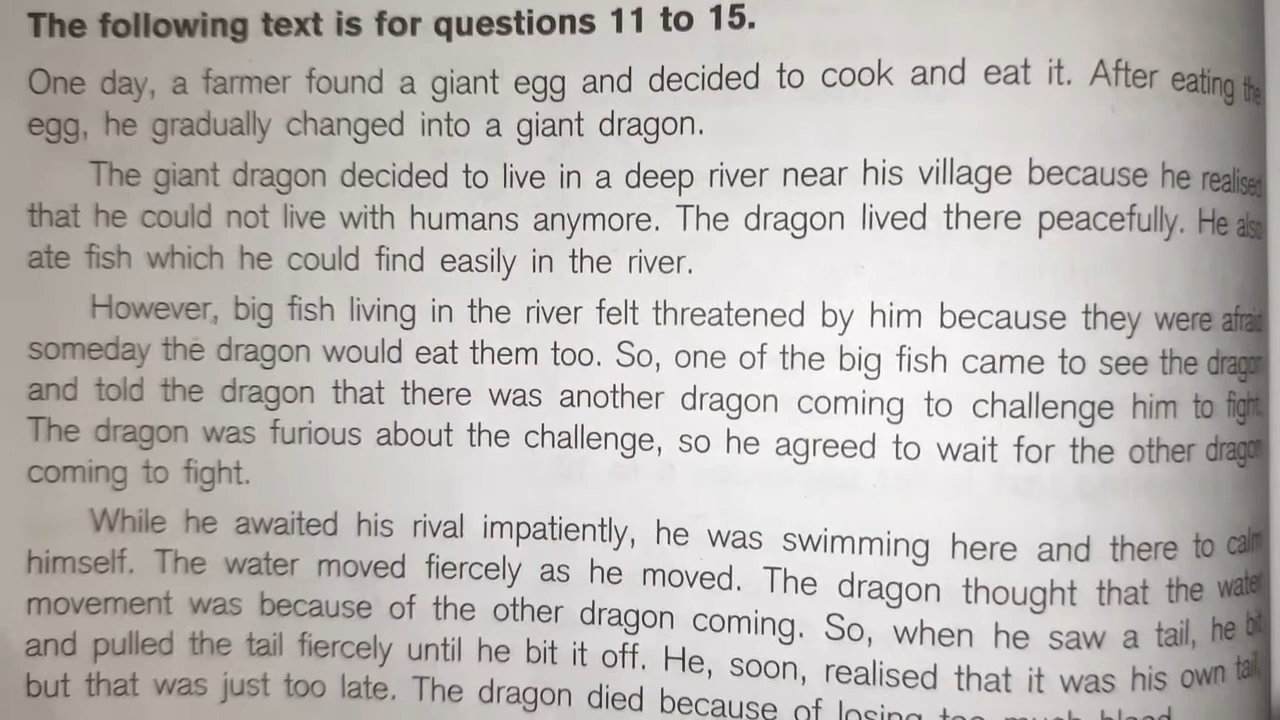 The following text is for questions 11 to 15.
One day, a farmer found a giant egg and decided to cook and eat it. After eating the
egg, he gradually changed into a giant dragon.
The giant dragon decided to live in a deep river near his village because he realised
that he could not live with humans anymore. The dragon lived there peacefully. He also
ate fish which he could find easily in the river.
However, big fish living in the river felt threatened by him because they were afraid
someday the dragon would eat them too. So, one of the big fish came to see the dragon
and told the dragon that there was another dragon coming to challenge him to fight.
The dragon was furious about the challenge, so he agreed to wait for the other dragon
coming to fight.
While he awaited his rival impatiently, he was swimming here and there to calm
himself. The water moved fiercely as he moved. The dragon thought that the water
movement was because of the other dragon coming. So, when he saw a tail, he bit
and pulled the tail fiercely until he bit it off. He, soon, realised that it was his own tail,
but that was just too late. The dragon died because of losing too much blood.